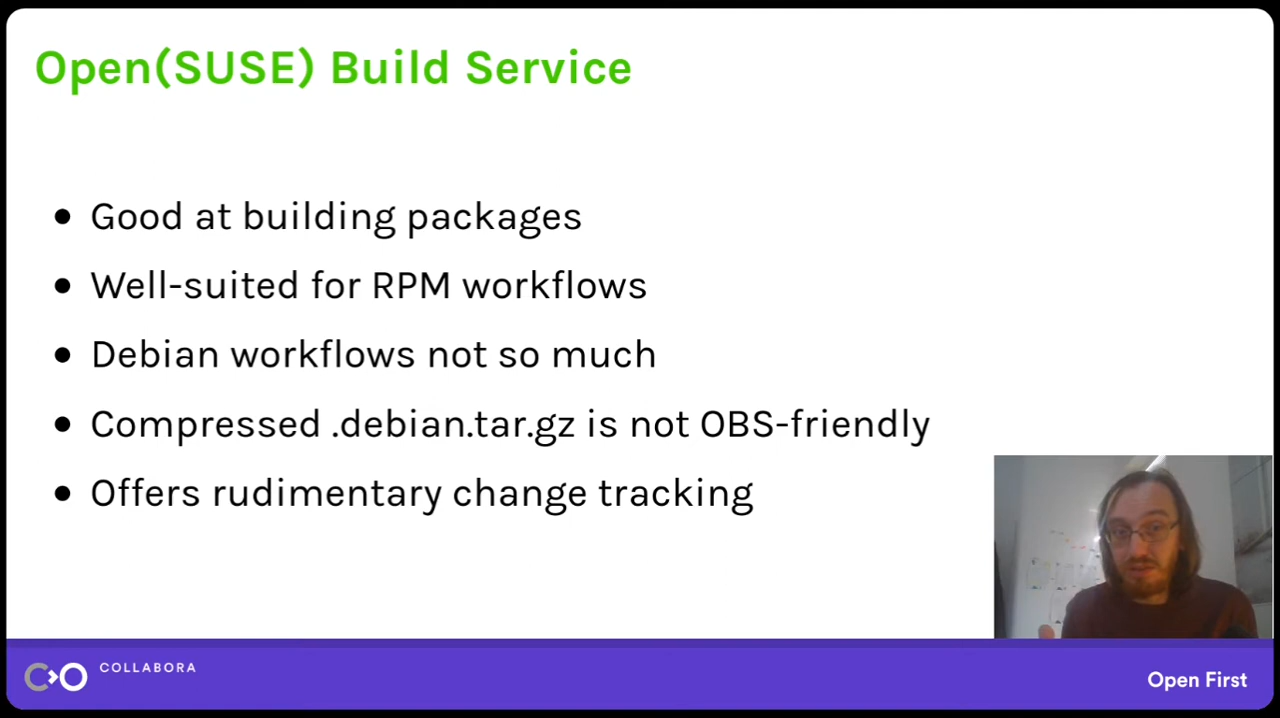 Open(SUSE) Build Service
Good at building packages
Well-suited for RPM workflows
Debian workflows not so much
Compressed .debian.tar.gz is not OBS-friendly
Offers rudimentary change tracking
COLLABORA
Open First